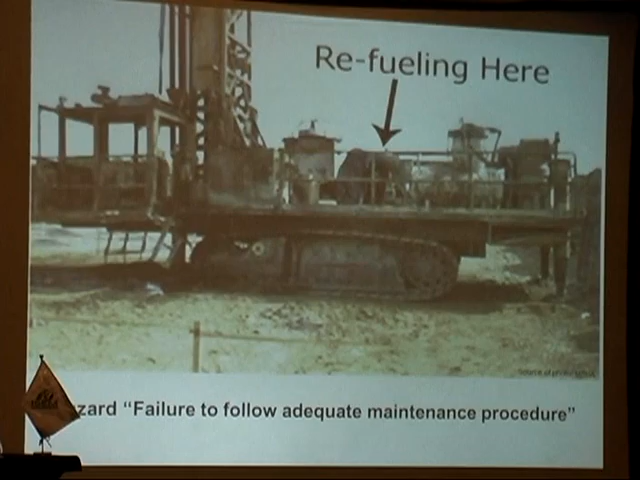 Re-fueling Here
zard “Failure to follow adequate maintenance procedure”